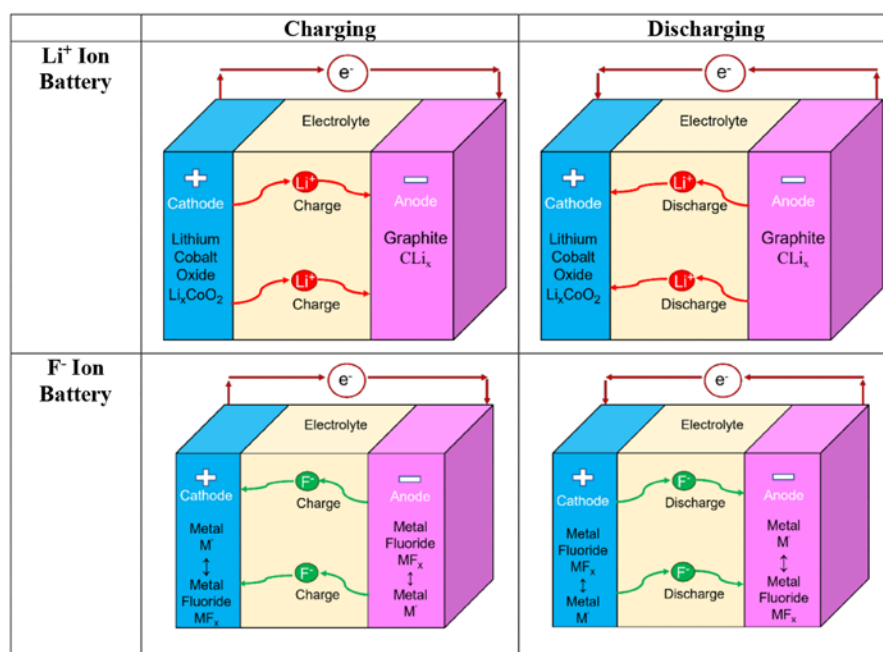 Charging
Discharging
Li⁺ Ion
Battery
e⁻
Electrolyte
+
Cathode
Lithium
Cobalt
Oxide
LiₓCoO₂
Li⁺
Charge
Li⁺
Charge
−
Anode
Graphite
CLiₓ
e⁻
Electrolyte
+
Cathode
Lithium
Cobalt
Oxide
LiₓCoO₂
Li⁺
Discharge
Li⁺
Discharge
−
Anode
Graphite
CLiₓ
F⁻ Ion
Battery
e⁻
Electrolyte
+
Cathode
Metal
M'
↕
Metal
Fluoride
MFₓ
F⁻
Charge
F⁻
Charge
−
Anode
Metal
Fluoride
MFₓ
↕
Metal
M'
e⁻
Electrolyte
+
Cathode
Metal
Fluoride
MFₓ
↕
Metal
M'
F⁻
Discharge
F⁻
Discharge
−
Anode
Metal
M'
↕
Metal
Fluoride
MFₓ